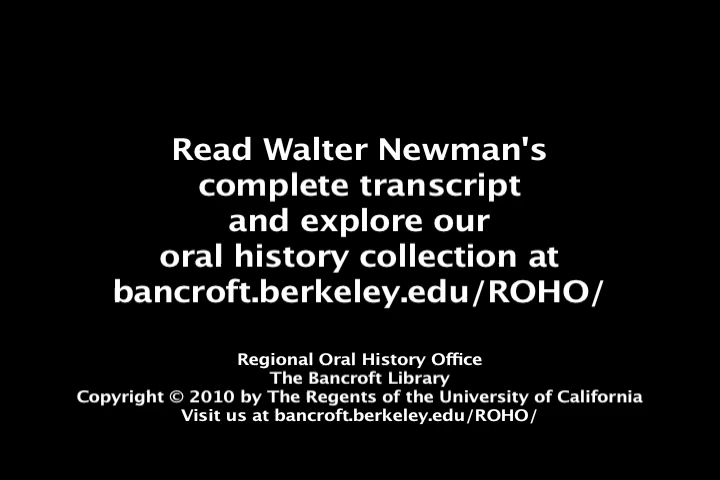 Read Walter Newman's
complete transcript
and explore our
oral history collection at
bancroft.berkeley.edu/ROHO/
Regional Oral History Office
The Bancroft Library
Copyright © 2010 by The Regents of the University of California
Visit us at bancroft.berkeley.edu/ROHO/